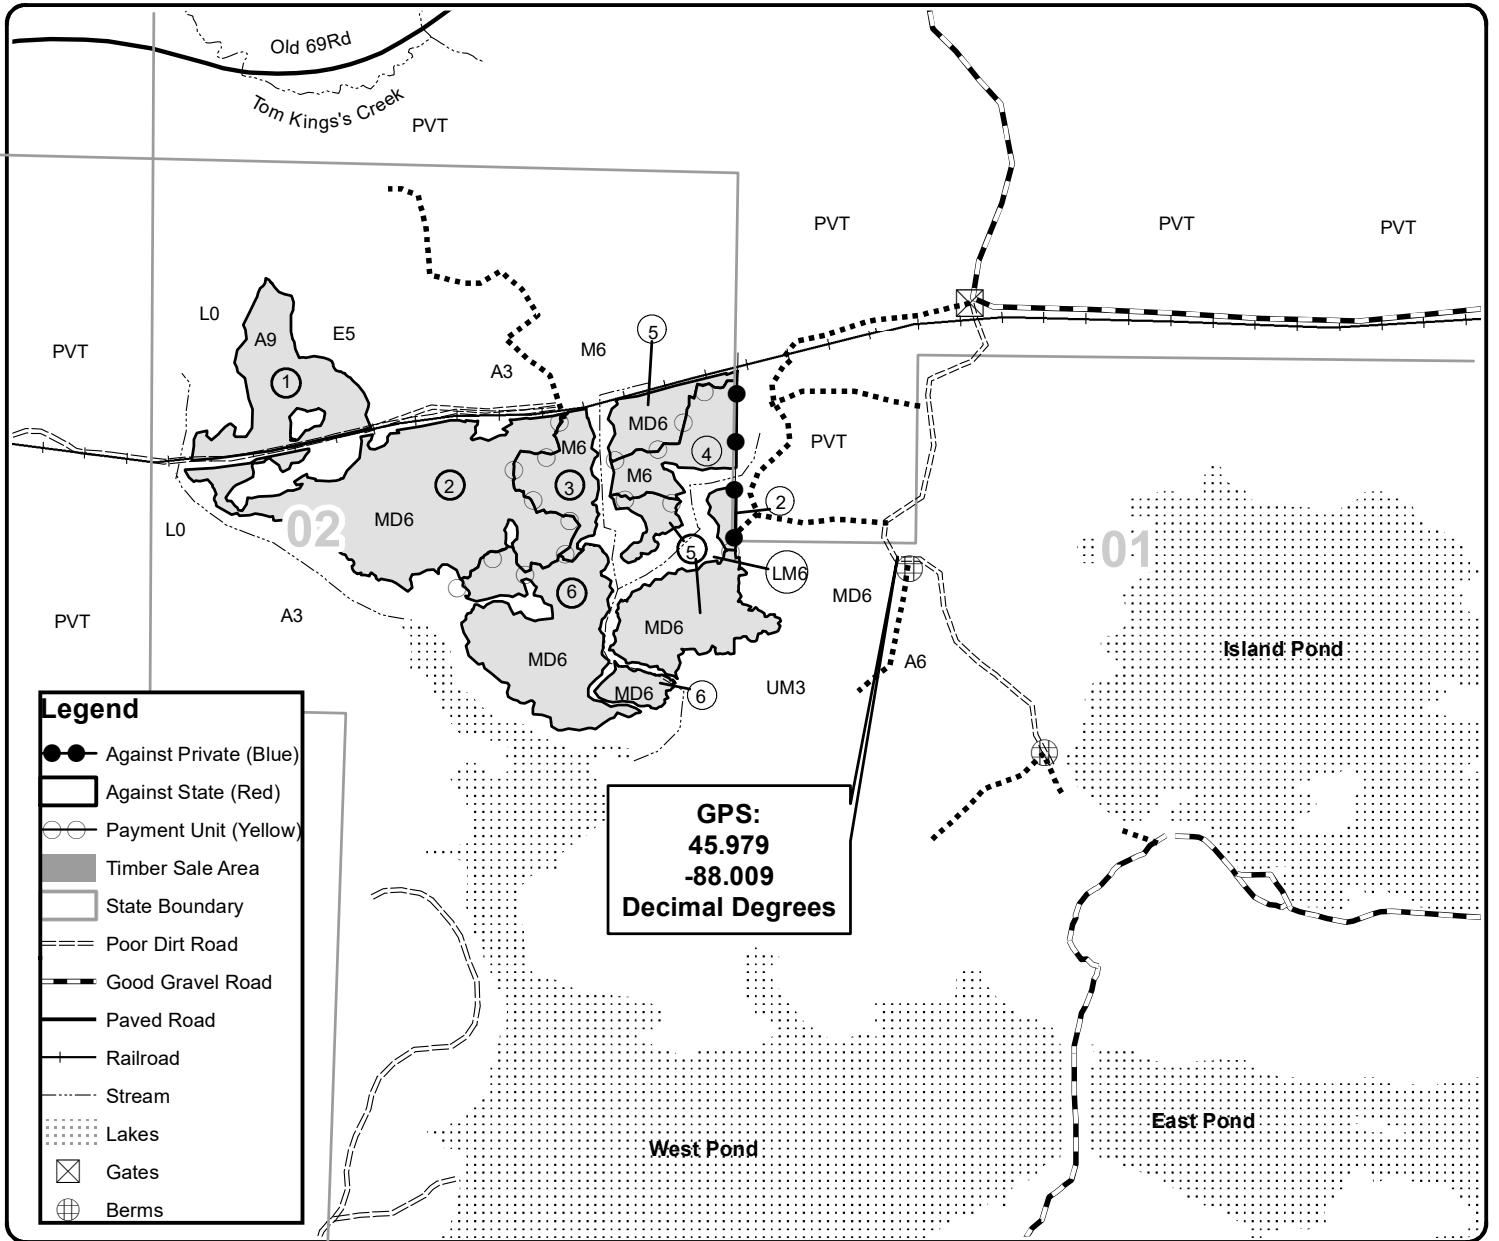 Old 69Rd
Tom Kings's Creek
PVT
PVT
PVT
PVT
L0
A9
E5
PVT
M6
5
A3
1
MD6
4
PVT
M6
M6
2
3
2
MD6
02
L0
5
LM6
01
6
MD6
A3
PVT
MD6
MD6
A6
Island Pond
UM3
MD6
6
Legend
Against Private (Blue)
Against State (Red)
Payment Unit (Yellow)
Timber Sale Area
State Boundary
Poor Dirt Road
Good Gravel Road
Paved Road
Railroad
Stream
Lakes
Gates
Berms
GPS:
45.979
-88.009
Decimal Degrees
East Pond
West Pond